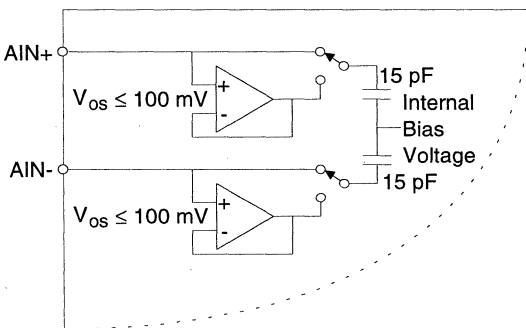 AIN+
+
-
V_OS ≤ 100 mV
15 pF
Internal
Bias
Voltage
15 pF
AIN-
+
-
V_OS ≤ 100 mV